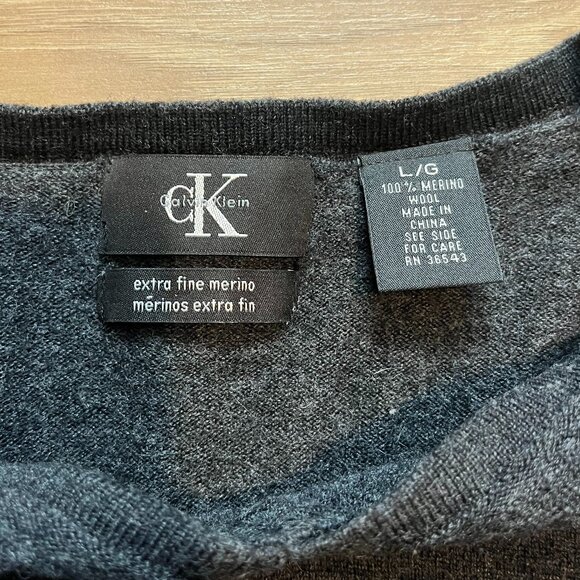 cK
Calvin Klein
extra fine merino
mérinos extra fin
L/G
100% MERINO
WOOL
MADE IN
CHINA
SEE SIDE
FOR CARE
RN 36543